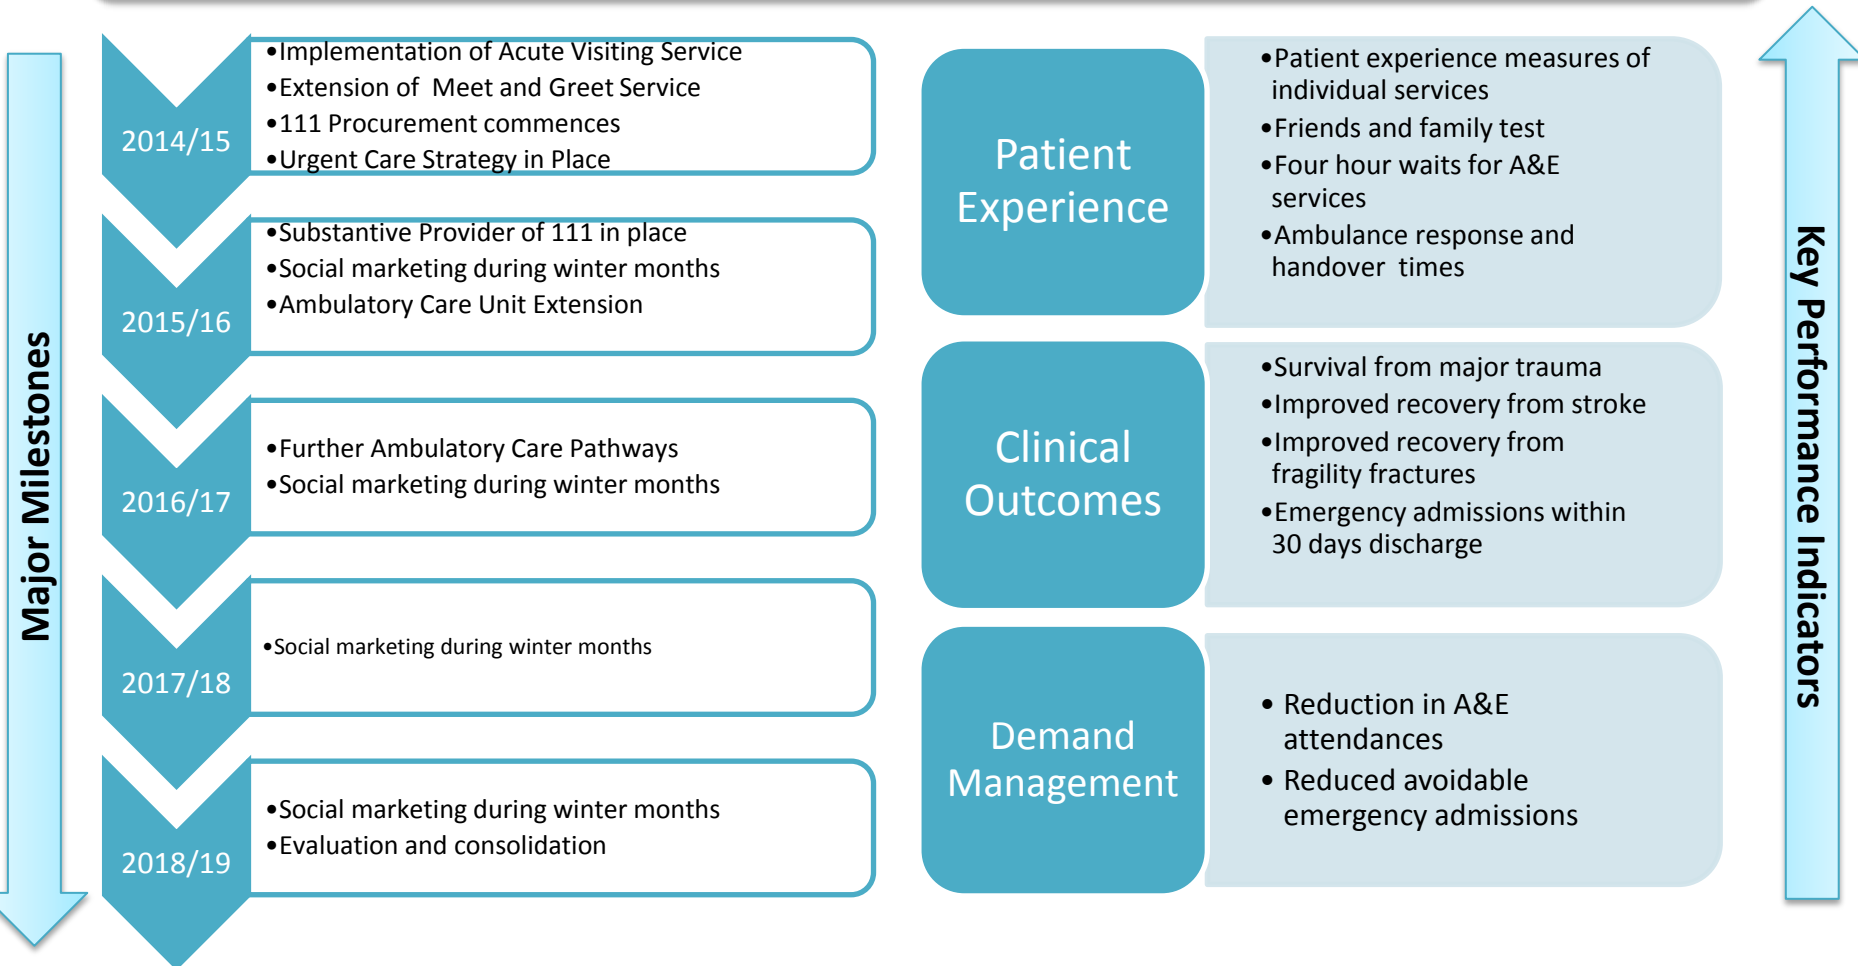 Major Milestones
2014/15
•Implementation of Acute Visiting Service
•Extension of  Meet and Greet Service
•111 Procurement commences
•Urgent Care Strategy in Place
2015/16
•Substantive Provider of 111 in place
•Social marketing during winter months
•Ambulatory Care Unit Extension
2016/17
•Further Ambulatory Care Pathways
•Social marketing during winter months
2017/18
•Social marketing during winter months
2018/19
•Social marketing during winter months
•Evaluation and consolidation
Patient
Experience
•Patient experience measures of
individual services
•Friends and family test
•Four hour waits for A&E
services
•Ambulance response and
handover  times
Clinical
Outcomes
•Survival from major trauma
•Improved recovery from stroke
•Improved recovery from
fragility fractures
•Emergency admissions within
30 days discharge
Demand
Management
• Reduction in A&E
attendances
• Reduced avoidable
emergency admissions
Key Performance Indicators